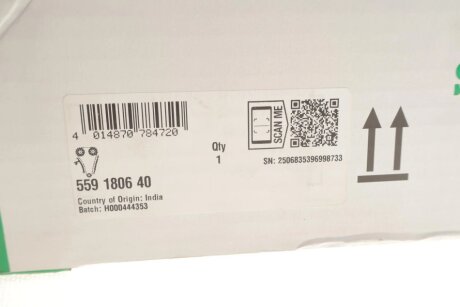 4 014870 784720
Qty
1
SCAN ME
SN: 2506835396998733
559 1806 40
Country of Origin: India
Batch: H000444353